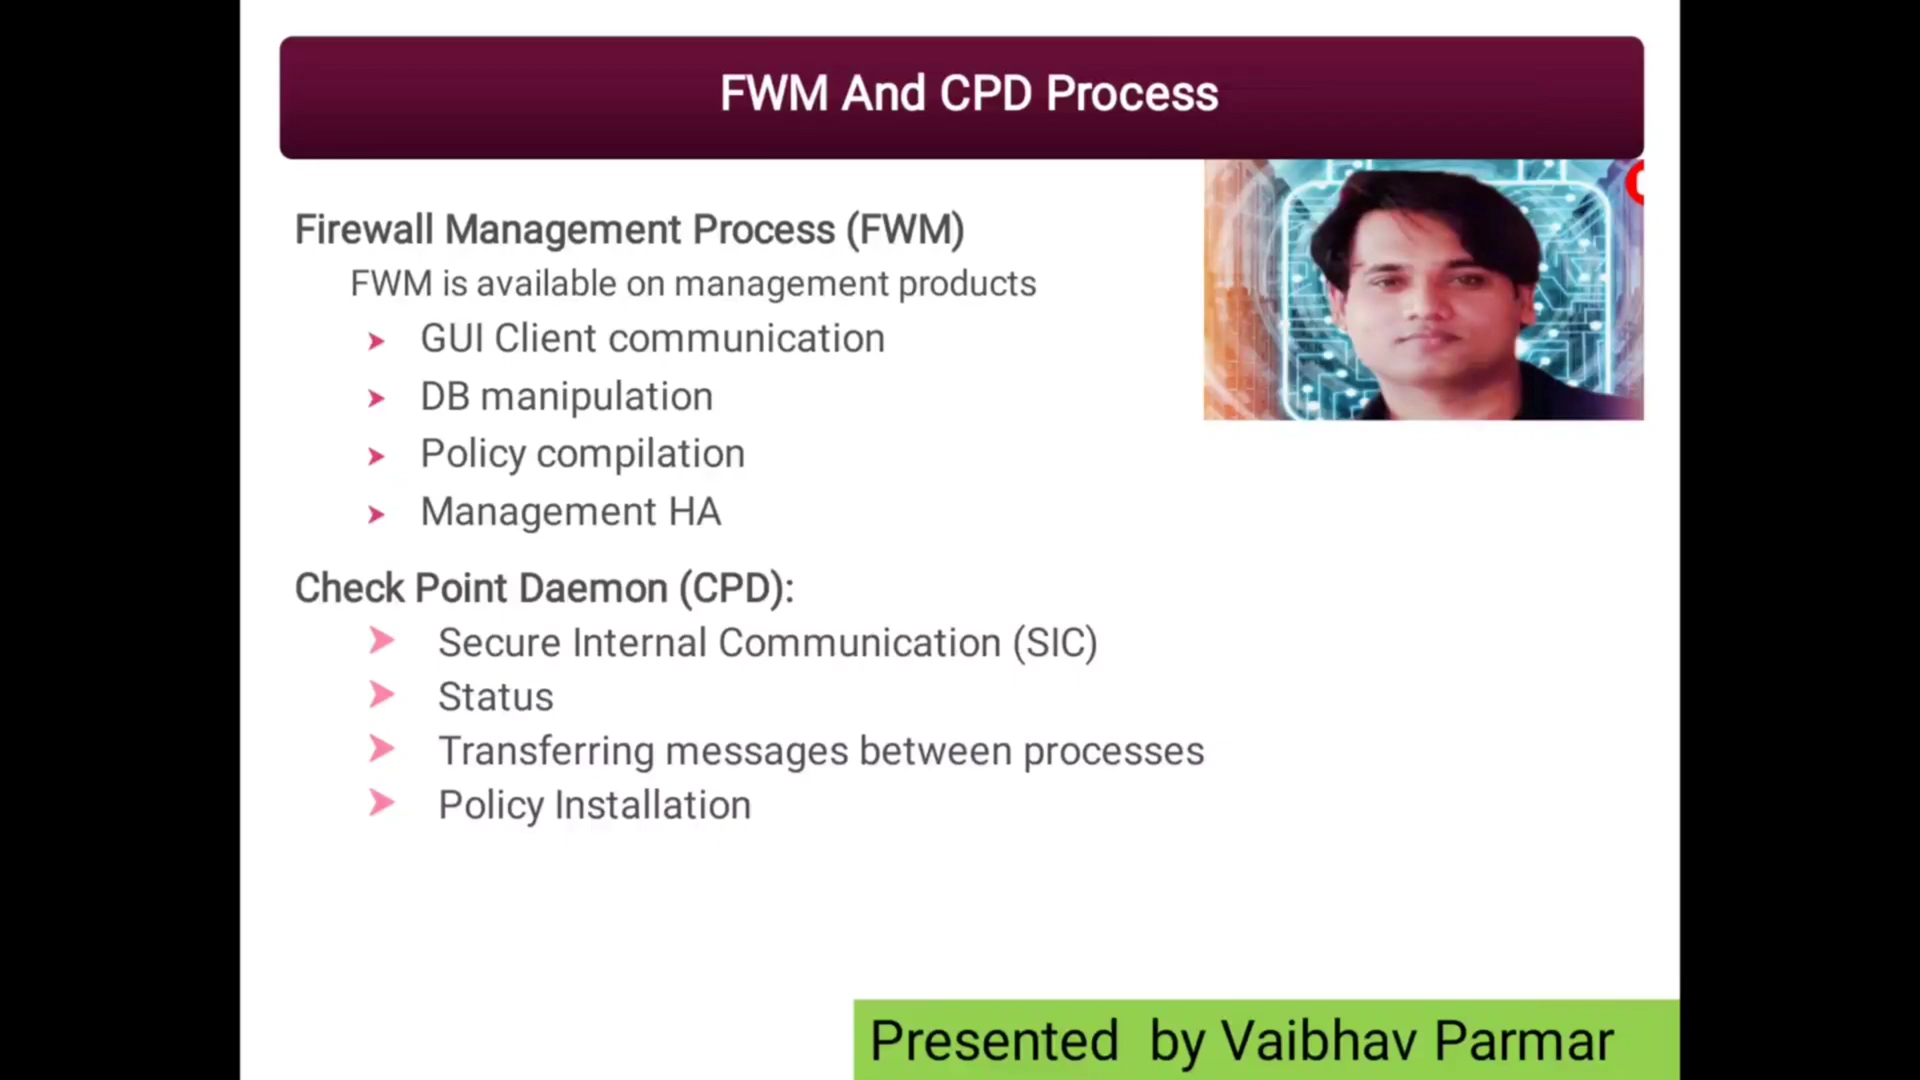 FWM And CPD Process
Firewall Management Process (FWM)
FWM is available on management products
GUI Client communication
DB manipulation
Policy compilation
Management HA
Check Point Daemon (CPD):
Secure Internal Communication (SIC)
Status
Transferring messages between processes
Policy Installation
Presented by Vaibhav Parmar